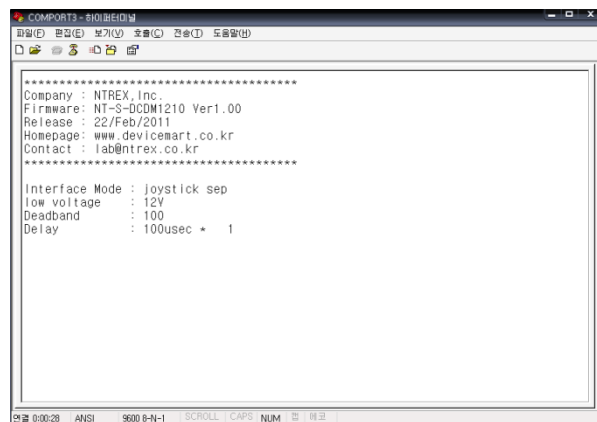 COMPORT3 - 하이퍼터미널
파일(F) 편집(E) 보기(V) 호출(C) 전송(T) 도움말(H)
****************************************
Company : NTREX,Inc.
Firmware: NT-S-DCDM1210 Ver1.00
Release : 22/Feb/2011
Homepage: www.devicemart.co.kr
Contact : lab@ntrex.co.kr
****************************************
Interface Mode : joystick sep
low voltage : 12V
Deadband : 100
Delay : 100usec * 1
연결 0:00:28 ANSI 9600 8-N-1 SCROLL CAPS NUM 캡 에코